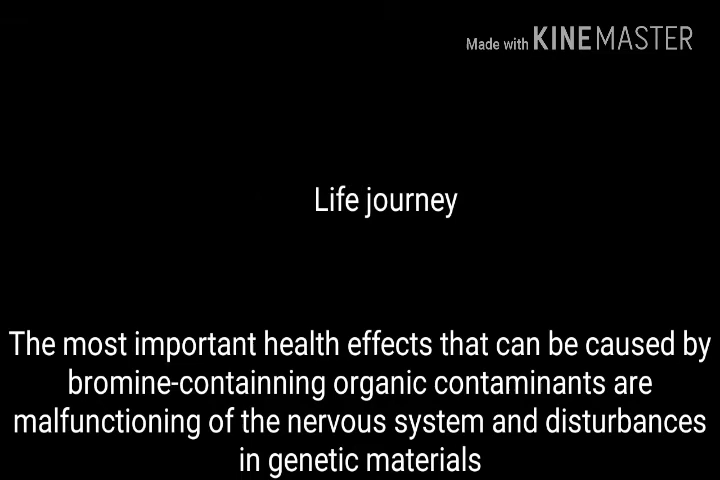 Made with KINEMASTER
Life journey
The most important health effects that can be caused by
bromine-containning organic contaminants are
malfunctioning of the nervous system and disturbances
in genetic materials